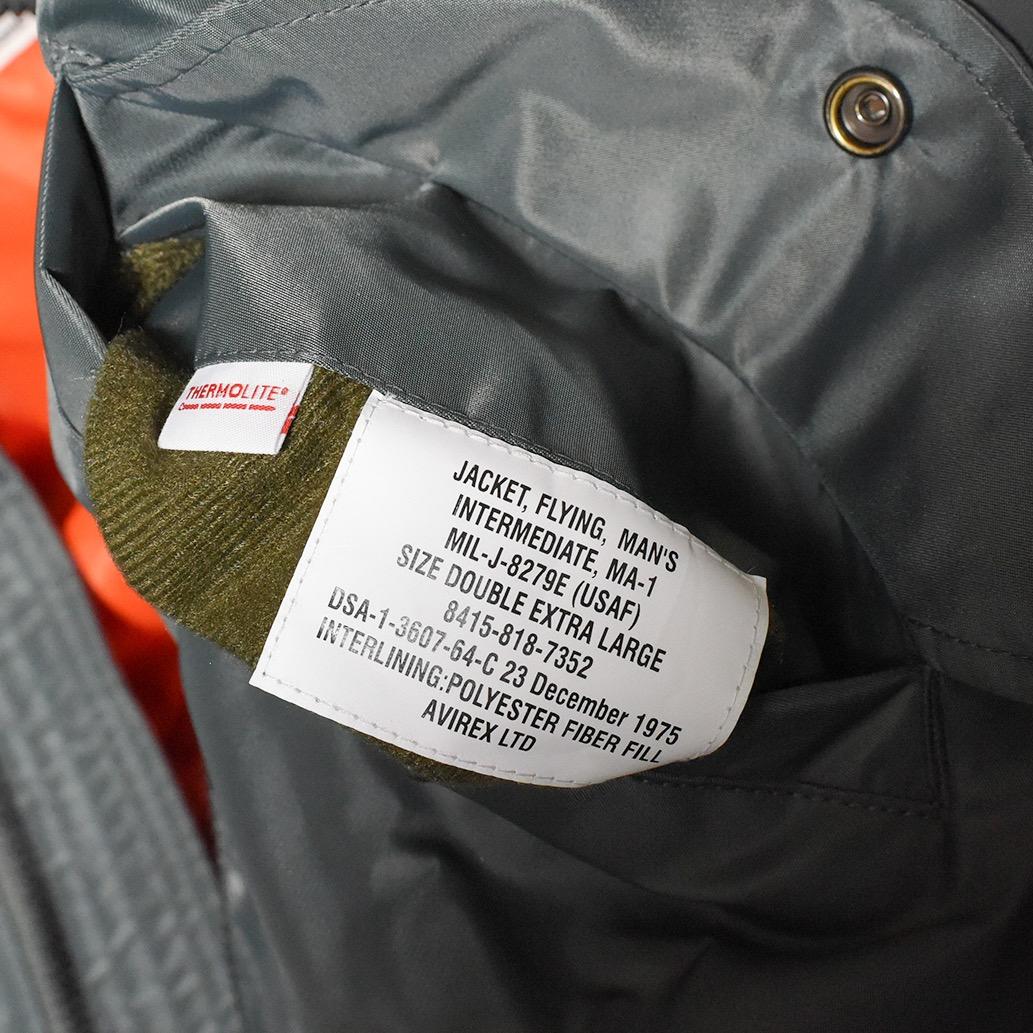 THERMOLITE®
JACKET, FLYING, MAN'S
INTERMEDIATE, MA-1
MIL-J-8279E (USAF)
SIZE DOUBLE EXTRA LARGE
8415-818-7352
DSA-1-3607-64-C 23 December 1975
INTERLINING:POLYESTER FIBER FILL
AVIREX LTD